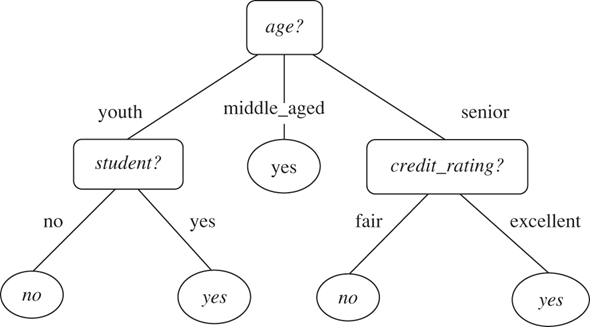 age?
youth
middle_aged
senior
student?
yes
credit_rating?
no
yes
fair
excellent
no
yes
no
yes